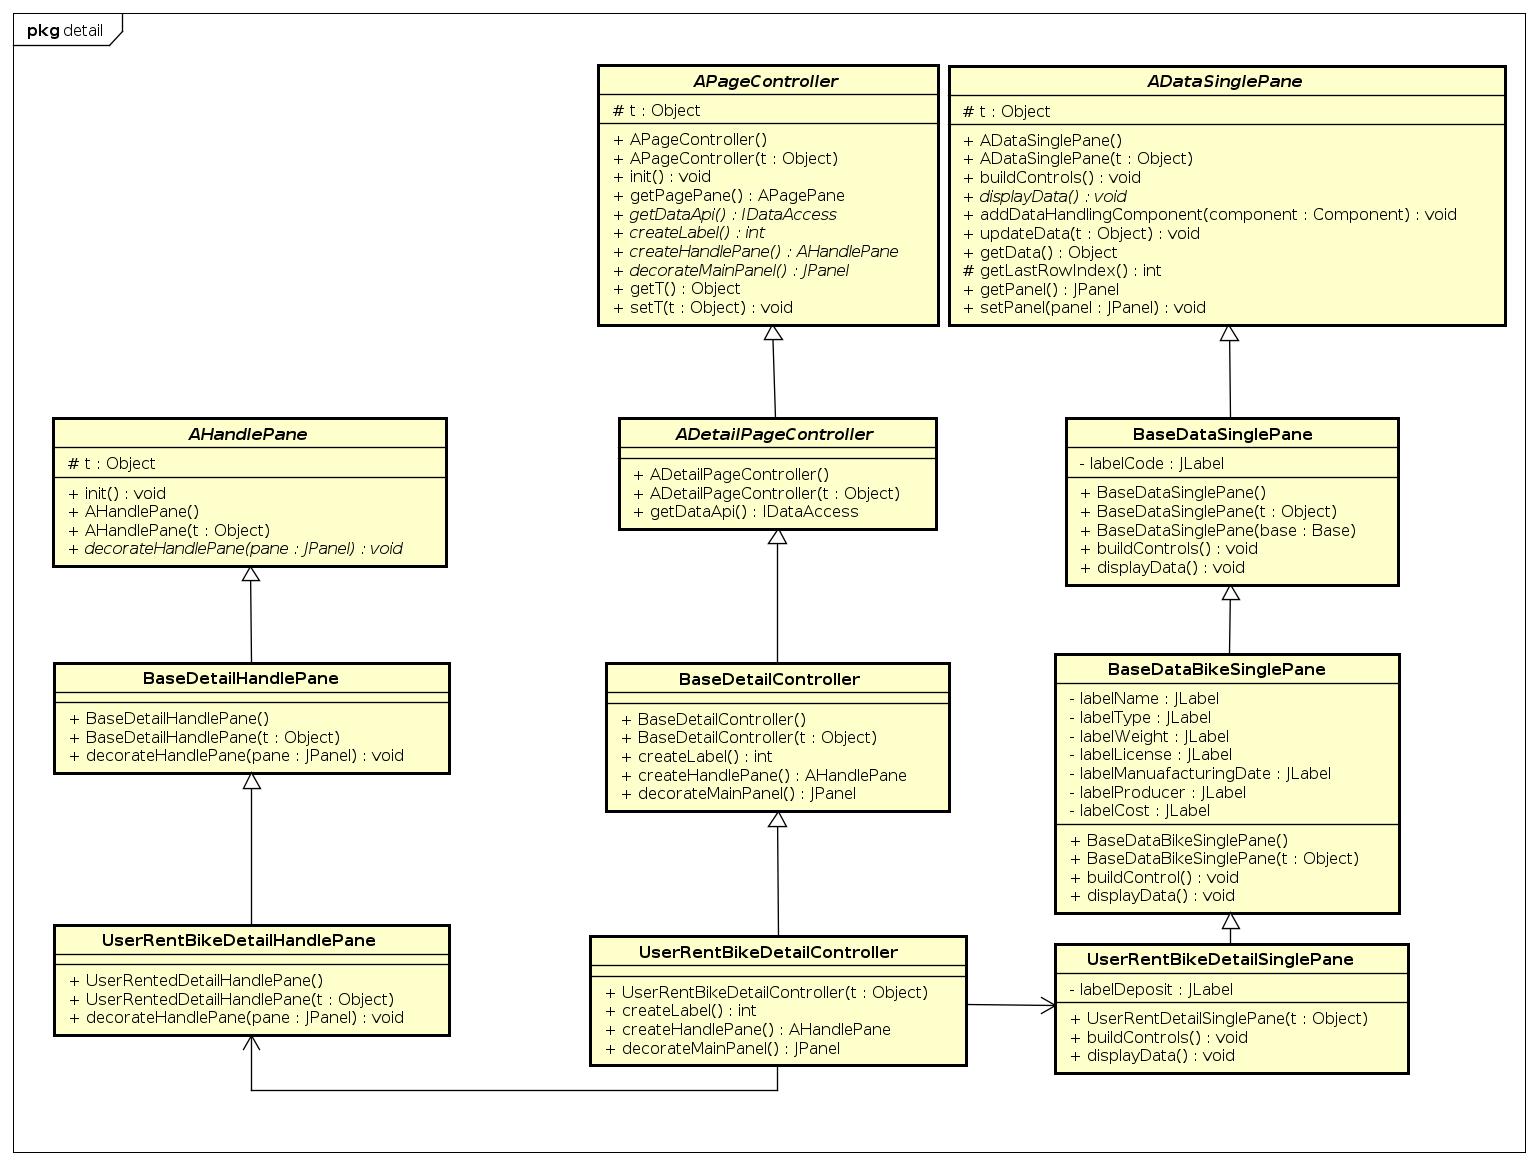 pkg detail
APageController
# t : Object
+ APageController()
+ APageController(t : Object)
+ init() : void
+ getPagePane() : APagePane
+ getDataApi() : IDataAccess
+ createLabel() : int
+ createHandlePane() : AHandlePane
+ decorateMainPanel() : JPanel
+ getT() : Object
+ setT(t : Object) : void
ADataSinglePane
# t : Object
+ ADataSinglePane()
+ ADataSinglePane(t : Object)
+ buildControls() : void
+ displayData() : void
+ addDataHandlingComponent(component : Component) : void
+ updateData(t : Object) : void
+ getData() : Object
# getLastRowIndex() : int
+ getPanel() : JPanel
+ setPanel(panel : JPanel) : void
AHandlePane
# t : Object
+ init() : void
+ AHandlePane()
+ AHandlePane(t : Object)
+ decorateHandlePane(pane : JPanel) : void
ADetailPageController
+ ADetailPageController()
+ ADetailPageController(t : Object)
+ getDataApi() : IDataAccess
BaseDataSinglePane
- labelCode : JLabel
+ BaseDataSinglePane()
+ BaseDataSinglePane(t : Object)
+ BaseDataSinglePane(base : Base)
+ buildControls() : void
+ displayData() : void
BaseDetailHandlePane
+ BaseDetailHandlePane()
+ BaseDetailHandlePane(t : Object)
+ decorateHandlePane(pane : JPanel) : void
BaseDetailController
+ BaseDetailController()
+ BaseDetailController(t : Object)
+ createLabel() : int
+ createHandlePane() : AHandlePane
+ decorateMainPanel() : JPanel
BaseDataBikeSinglePane
- labelName : JLabel
- labelType : JLabel
- labelWeight : JLabel
- labelLicense : JLabel
- labelManuafacturingDate : JLabel
- labelProducer : JLabel
- labelCost : JLabel
+ BaseDataBikeSinglePane()
+ BaseDataBikeSinglePane(t : Object)
+ buildControl() : void
+ displayData() : void
UserRentBikeDetailHandlePane
+ UserRentedDetailHandlePane()
+ UserRentedDetailHandlePane(t : Object)
+ decorateHandlePane(pane : JPanel) : void
UserRentBikeDetailController
+ UserRentBikeDetailController(t : Object)
+ createLabel() : int
+ createHandlePane() : AHandlePane
+ decorateMainPanel() : JPanel
UserRentBikeDetailSinglePane
- labelDeposit : JLabel
+ UserRentDetailSinglePane(t : Object)
+ buildControls() : void
+ displayData() : void